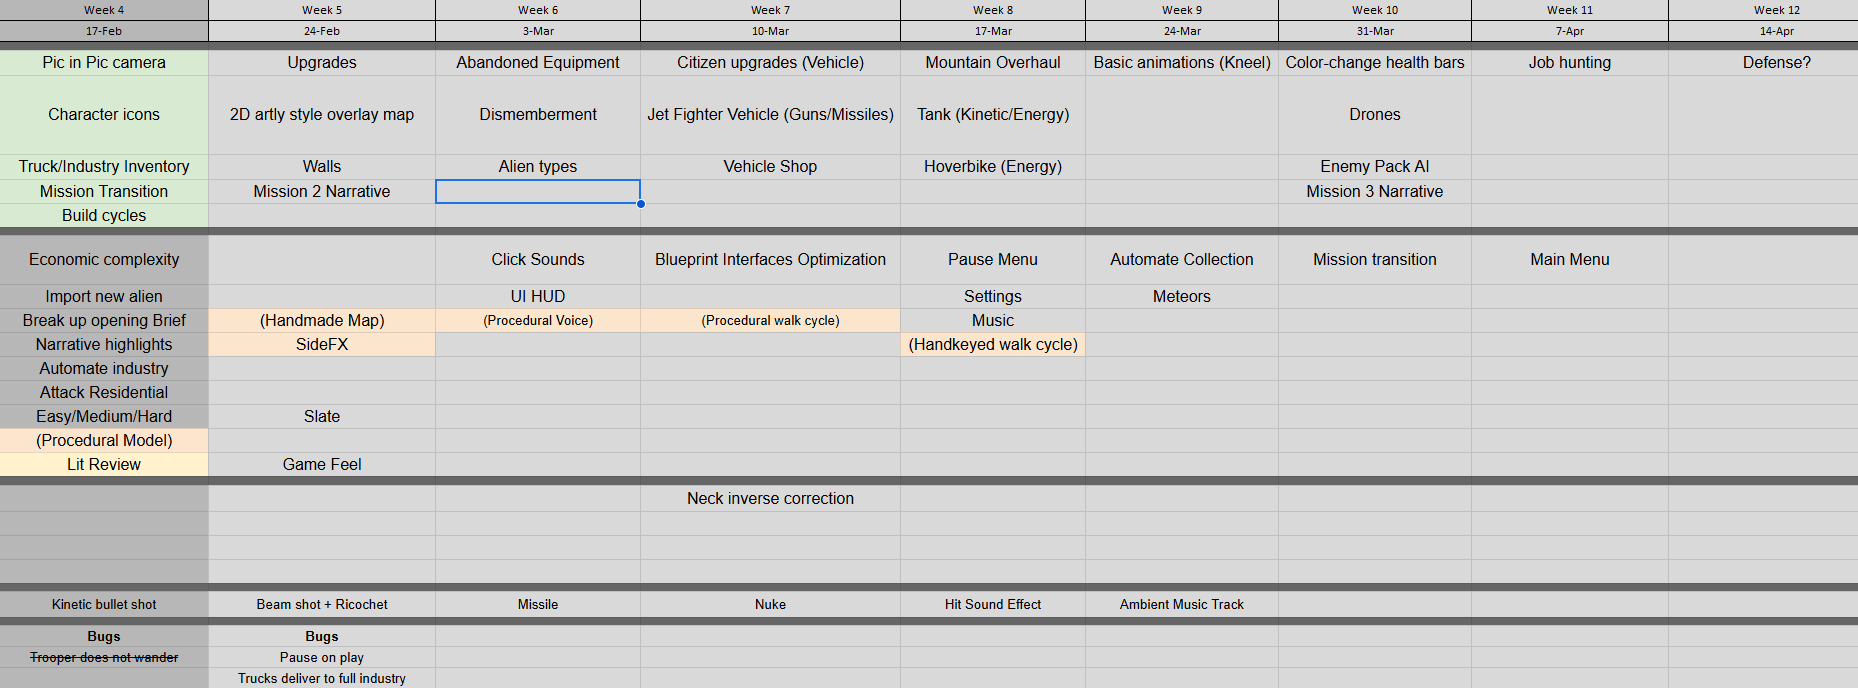 Week 4 Week 5 Week 6 Week 7 Week 8 Week 9 Week 10 Week 11 Week 12
17-Feb 24-Feb 3-Mar 10-Mar 17-Mar 24-Mar 31-Mar 7-Apr 14-Apr
Pic in Pic camera Upgrades Abandoned Equipment Citizen upgrades (Vehicle) Mountain Overhaul Basic animations (Kneel) Color-change health bars Job hunting Defense?
Character icons 2D artly style overlay map Dismemberment Jet Fighter Vehicle (Guns/Missiles) Tank (Kinetic/Energy) Drones
Truck/Industry Inventory Walls Alien types Vehicle Shop Hoverbike (Energy) Enemy Pack AI
Mission Transition Mission 2 Narrative Mission 3 Narrative
Build cycles
Economic complexity Click Sounds Blueprint Interfaces Optimization Pause Menu Automate Collection Mission transition Main Menu
Import new alien UI HUD Settings Meteors
Break up opening Brief (Handmade Map) (Procedural Voice) (Procedural walk cycle) Music
Narrative highlights SideFX (Handkeyed walk cycle)
Automate industry
Attack Residential
Easy/Medium/Hard Slate
(Procedural Model)
Lit Review Game Feel
Neck inverse correction
Kinetic bullet shot Beam shot + Ricochet Missile Nuke Hit Sound Effect Ambient Music Track
Bugs Bugs
Trooper does not wander Pause on play
Trucks deliver to full industry